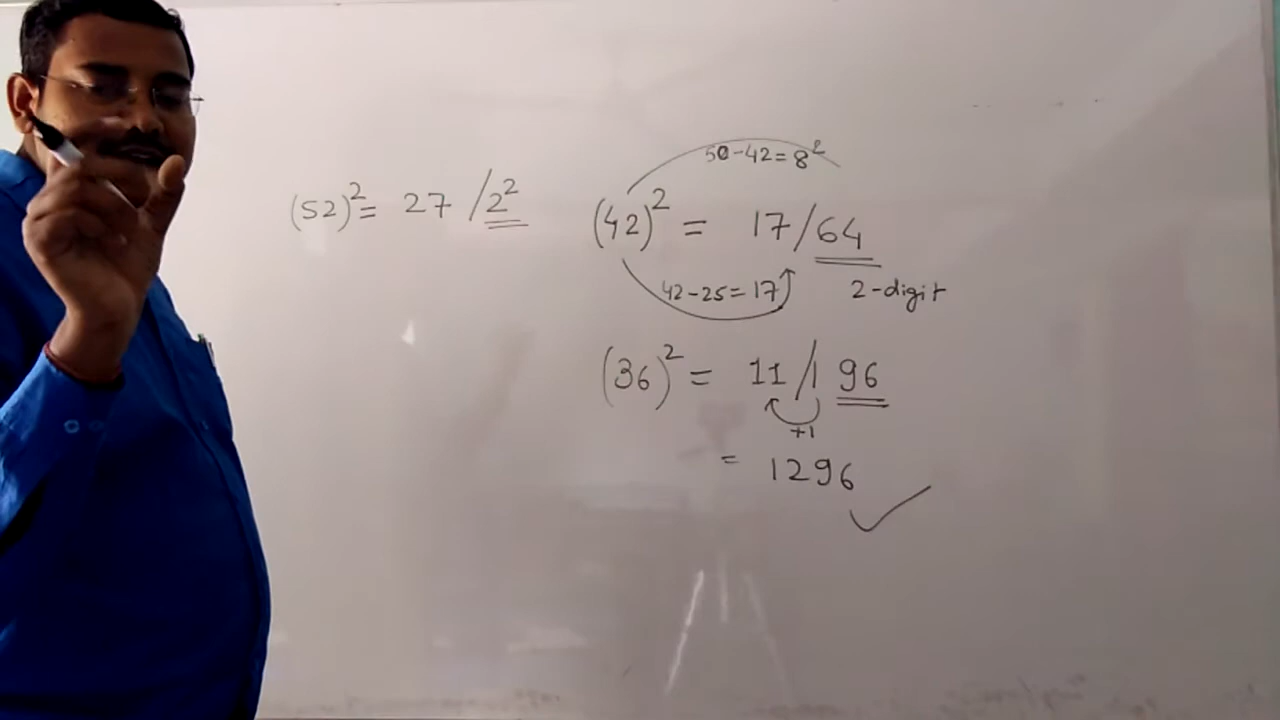 (52)² = 27 / 2²
50-42=8²
(42)² = 17/64
42-25=17
2-digit
(36)² = 11/1 96
+1
= 1296